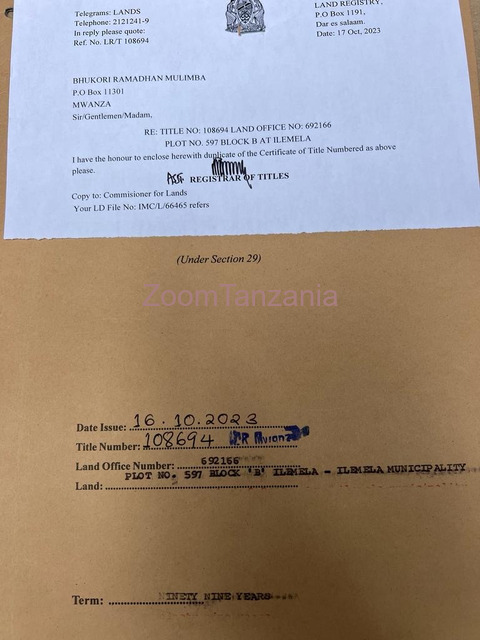 Telegrams: LANDS
Telephone: 2121241-9
In reply please quote:
Ref. No. LR/T 108694
LAND REGISTRY,
P.O Box 1191,
Dar es salaam.
Date: 17 Oct, 2023
BHUKORI RAMADHAN MULIMBA
P.O Box 11301
MWANZA
Sir/Gentlemen/Madam,
RE: TITLE NO: 108694 LAND OFFICE NO: 692166
PLOT NO. 597 BLOCK B AT ILEMELA
I have the honour to enclose herewith duplicate of the Certificate of Title Numbered as above
please.
ASS REGISTRAR OF TITLES
Copy to: Commisioner for Lands
Your LD File No: IMC/L/66465 refers
(Under Section 29)
ZoomTanzania
Date Issue: 16.10.2023
Title Number: 108694
Land Office Number: 692166
Land: PLOT NO. 597 BLOCK 'B' ILEMELA - ILEMELA MUNICIPALITY
Term: NINETY NINE YEARS